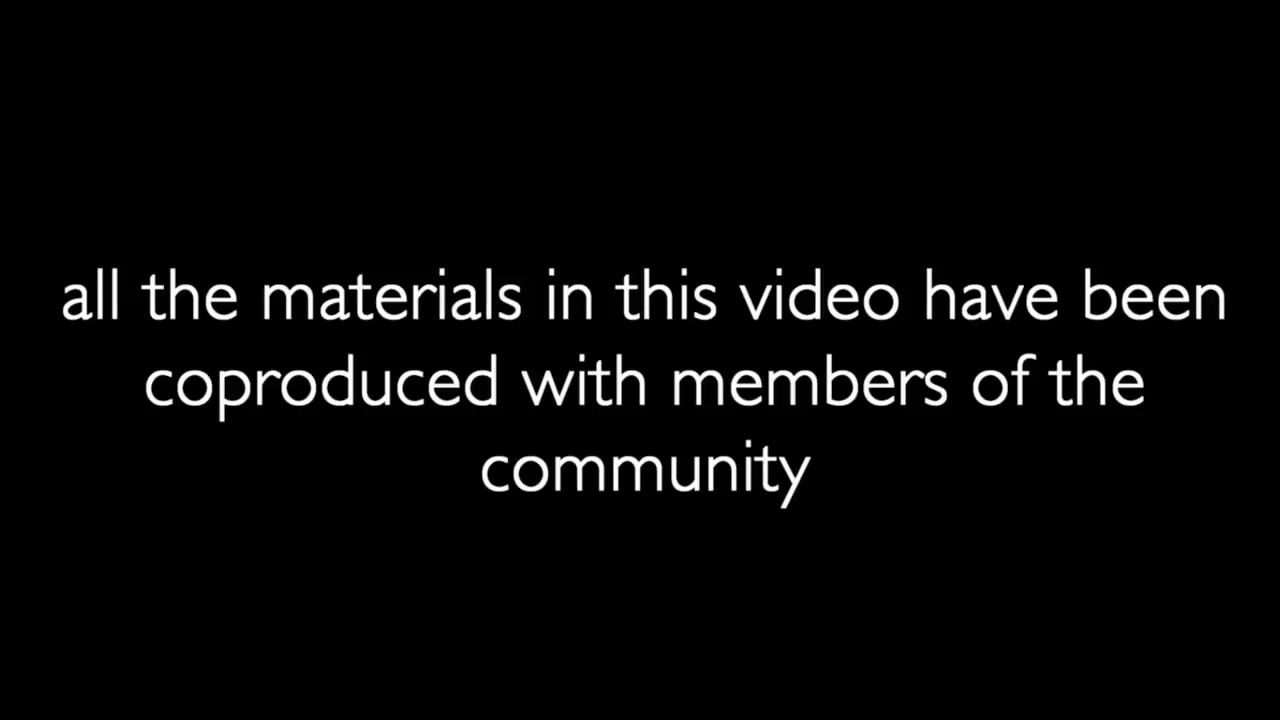 all the materials in this video have been
coproduced with members of the
community